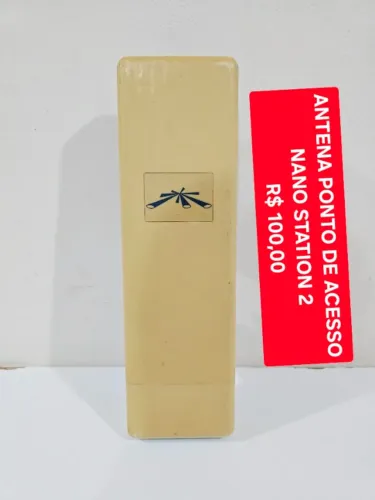 ANTENA PONTO DE ACESSO
NANO STATION 2
R$ 100,00